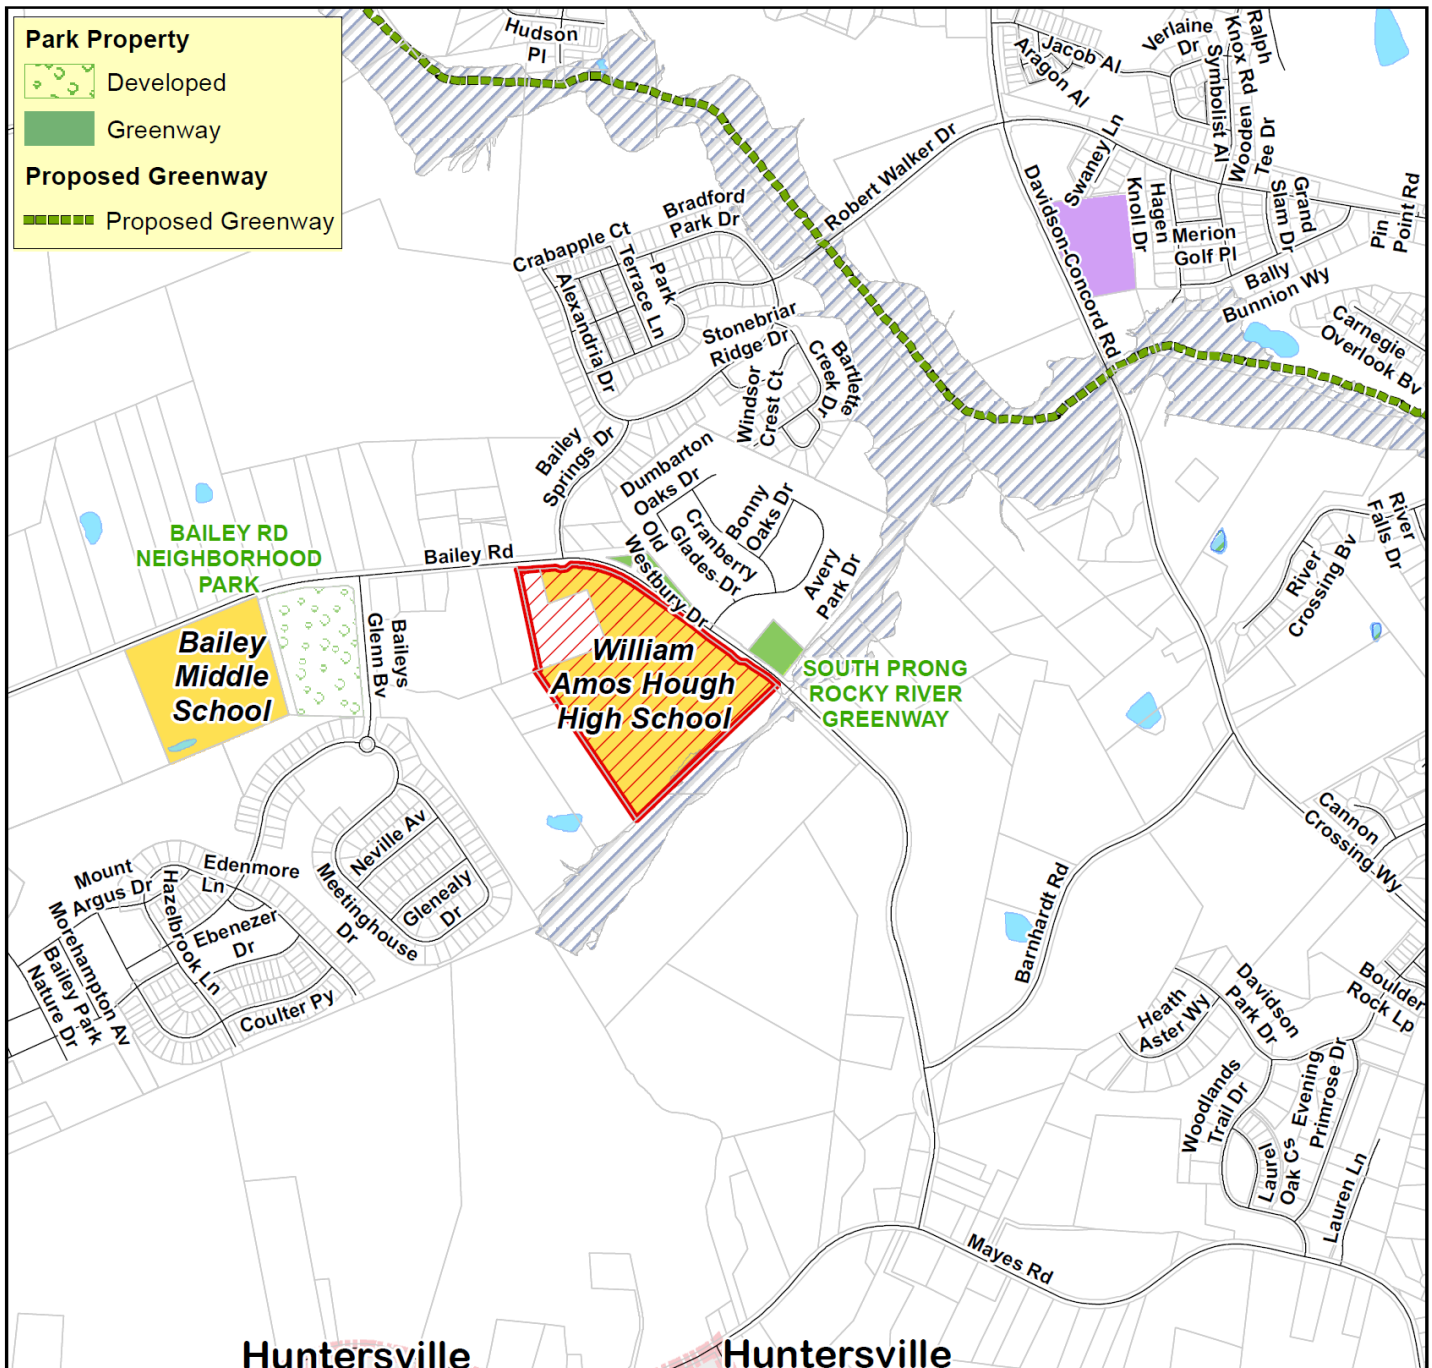 Park Property
Developed
Greenway
Proposed Greenway
Proposed Greenway
Hudson
Pl
Jacob Al
Aragon Al
Verlaine
Dr
Symbolist Al
Knox Rd
Ralph
Woopen
Tee Dr
Swaney Ln
Robert Walker Dr
Davidson-Concord Rd
Hagen
Knoll Dr
Merion
Golf Pl
Grand
Slam Dr
Pin
Point Rd
Bally
Bunnion Wy
Carnegie
Overlook Bv
Bradford
Park Dr
Crabapple Ct
Park
Terrace Ln
Alexandria Dr
Stonebriar
Ridge Dr
Windsor
Crest Ct
Bartlette
Creek Dr
Bailey
Springs Dr
Dumbarton
Oaks Dr
Bonny
Oaks Dr
Cranberry
Glades Dr
Old
Westbury Dr
Avery
Park Dr
River
Falls Dr
River
Crossing Bv
BAILEY RD
NEIGHBORHOOD
PARK
Bailey Rd
Baileys
Glenn Bv
Bailey
Middle
School
William
Amos Hough
High School
SOUTH PRONG
ROCKY RIVER
GREENWAY
Neville Av
Glenealy
Dr
Meetinghouse
Dr
Mount
Argus Dr
Edenmore
Ln
Hazelbrook Ln
Ebenezer
Dr
Morehampton Av
Bailey Park
Nature Dr
Coulter Py
Cannon
Crossing Wy
Barnhardt Rd
Boulder
Rock Lp
Davidson
Park Dr
Heath
Aster Wy
Woodlands
Trail Dr
Evening
Primrose Dr
Laurel
Oak Cs
Lauren Ln
Mayes Rd
Huntersville
Huntersville